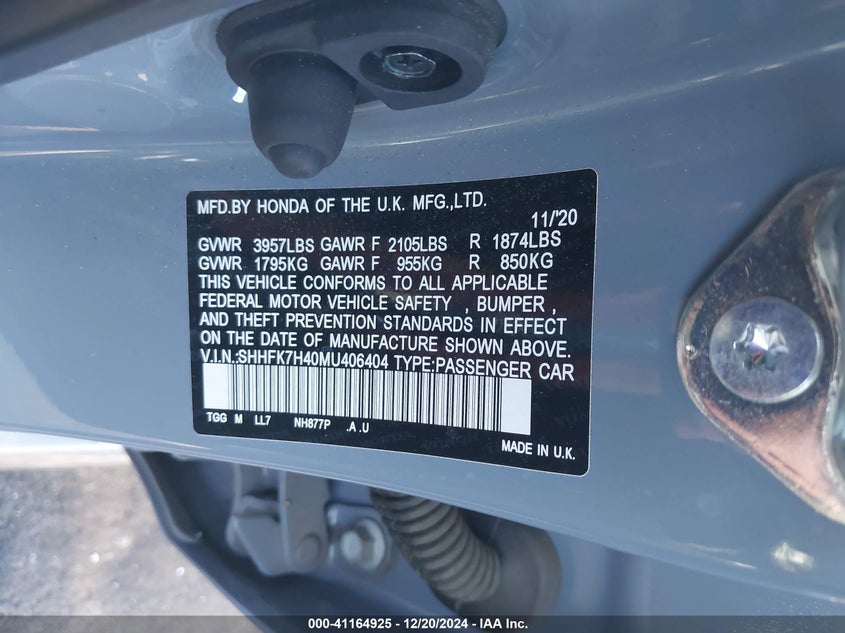 MFD.BY HONDA OF THE U.K. MFG.,LTD.
11/'20
GVWR 3957LBS GAWR F 2105LBS R 1874LBS
GVWR 1795KG GAWR F 955KG R 850KG
THIS VEHICLE CONFORMS TO ALL APPLICABLE
FEDERAL MOTOR VEHICLE SAFETY , BUMPER ,
AND THEFT PREVENTION STANDARDS IN EFFECT
ON THE DATE OF MANUFACTURE SHOWN ABOVE.
V.I.N.:SHHFK7H40MU406404 TYPE:PASSENGER CAR
TGG M LL7 NH877P .A .U
MADE IN U.K.
000-41164925 - 12/20/2024 - IAA Inc.